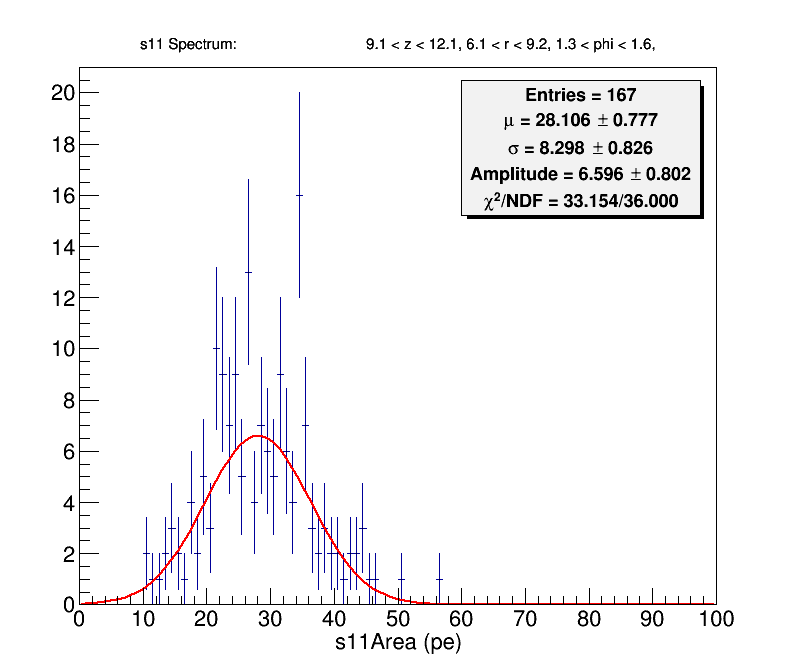 s11 Spectrum: 9.1 < z < 12.1, 6.1 < r < 9.2, 1.3 < phi < 1.6,
Entries = 167
μ = 28.106 ± 0.777
σ = 8.298 ± 0.826
Amplitude = 6.596 ± 0.802
χ²/NDF = 33.154/36.000
20
18
16
14
12
10
8
6
4
2
0
0 10 20 30 40 50 60 70 80 90 100
s11Area (pe)